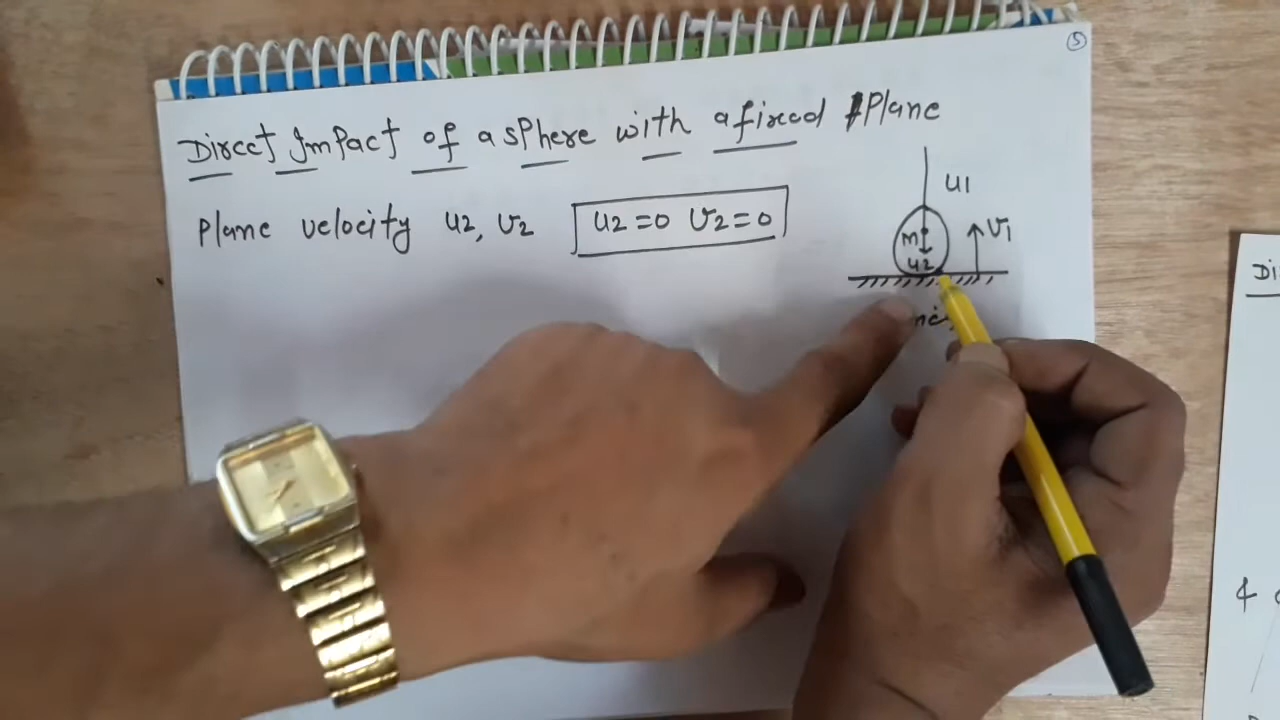 5
Direct Impact of a sphere with a fixed Plane
Plane velocity u2, v2 u2 = 0 v2 = 0
u1
m
v1
u2
Di
&